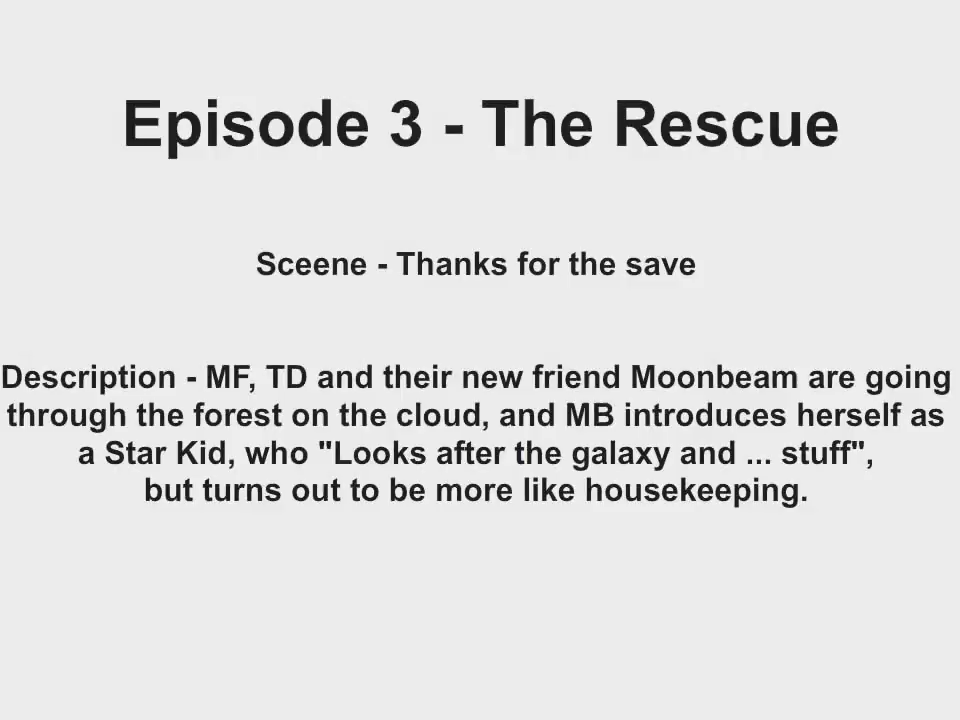 Episode 3 - The Rescue
Sceene - Thanks for the save
Description - MF, TD and their new friend Moonbeam are going
through the forest on the cloud, and MB introduces herself as
a Star Kid, who "Looks after the galaxy and ... stuff",
but turns out to be more like housekeeping.